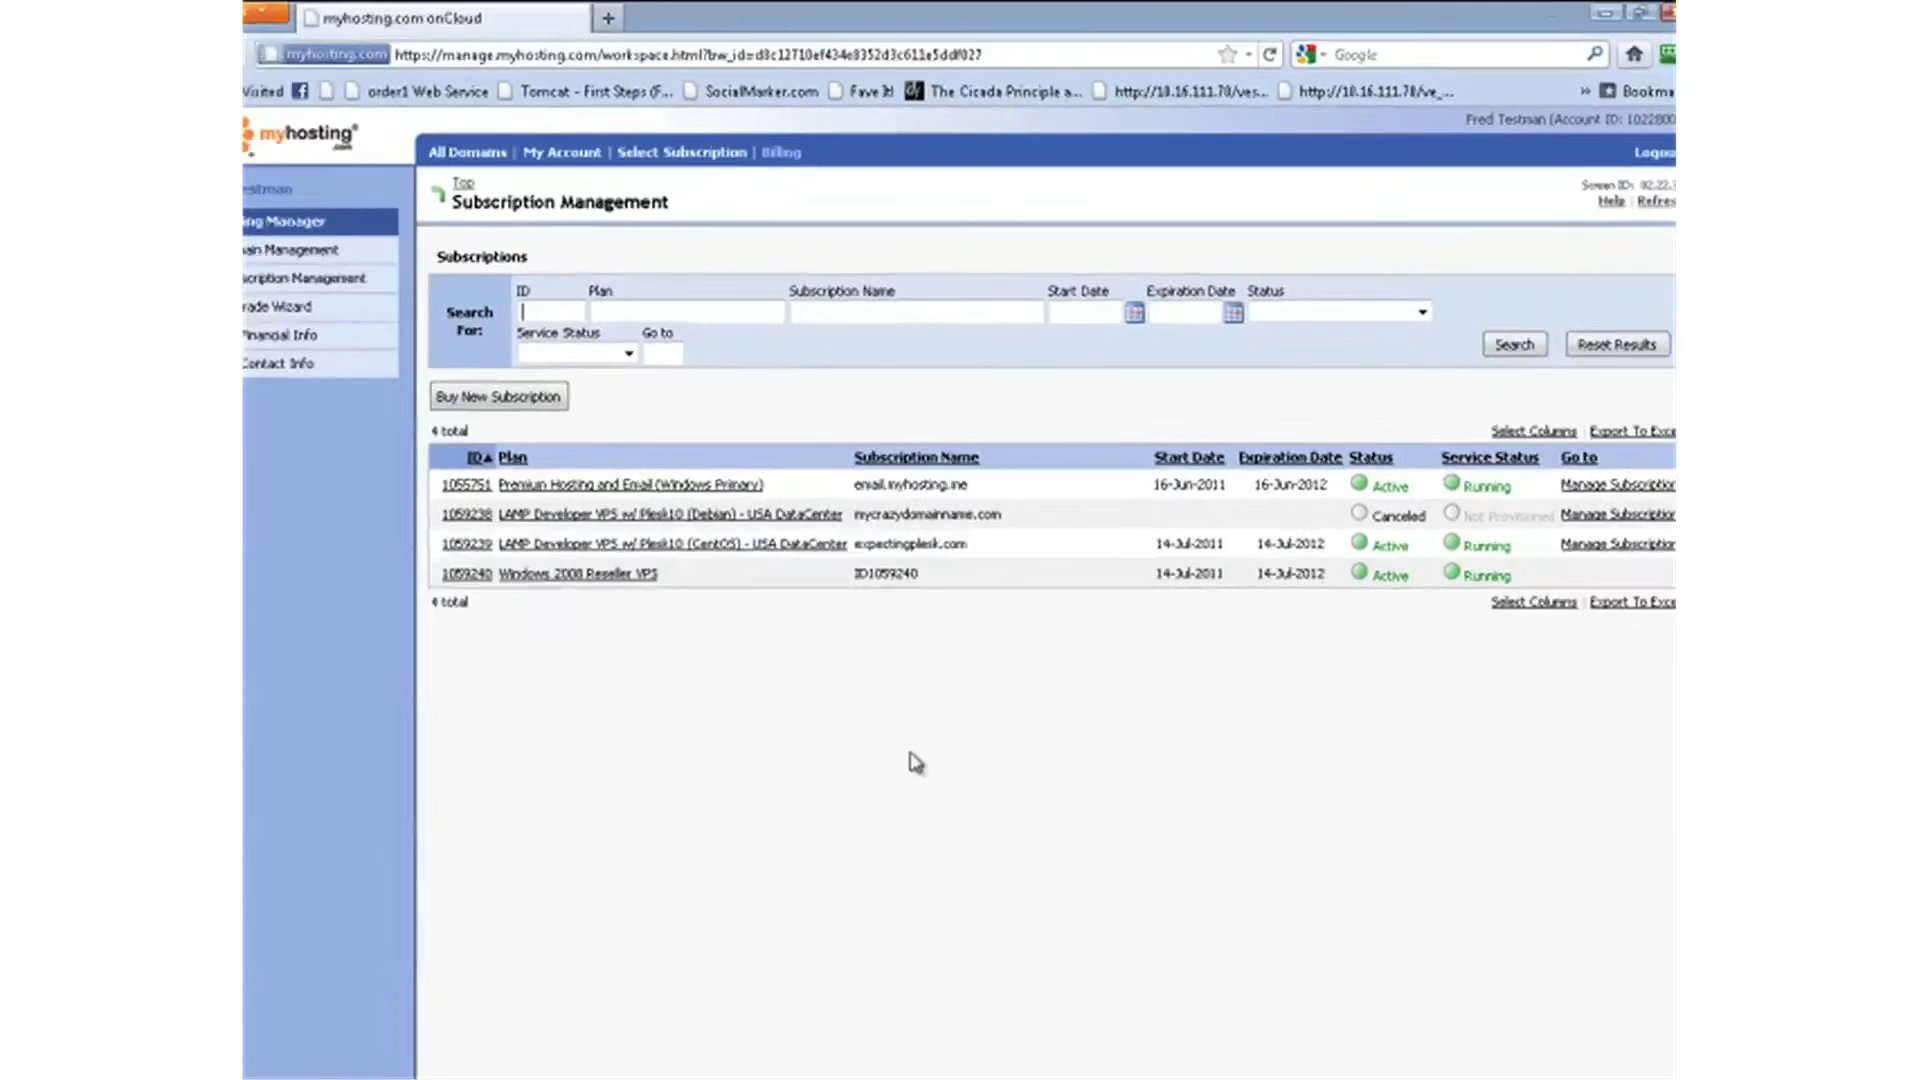 myhosting.com onCloud
myhosting.com https://manage.myhosting.com/workspace.html?bw_id=d8c12710ef434e8352d3c611e5ddf027 Google
Visited order1 Web Service Tomcat - First Steps (F... SocialMarker.com Fave It! The Cicada Principle a... http://10.16.111.70/ves... http://10.16.111.78/ve_... » Bookma
Fred Testman (Account ID: 1022800
myhosting .com
All Domains | My Account | Select Subscription | Billing Logou
Top
Subscription Management
Screen ID: 02.22.
Help Refres
estman
ing Manager
ain Management
scription Management
rade Wizard
inancial Info
Contact Info
Subscriptions
Search For:
ID Plan Subscription Name Start Date Expiration Date Status
Service Status Go to
Search Reset Results
Buy New Subscription
4 total Select Columns | Export To Exce
ID Plan Subscription Name Start Date Expiration Date Status Service Status Go to
1055751 Premium Hosting and Email (Windows Primary) email.myhosting.me 16-Jun-2011 16-Jun-2012 Active Running Manage Subscription
1059238 LAMP Developer VPS w/ Plesk10 (Debian) - USA DataCenter mycrazydomainname.com Canceled Not Provisioned Manage Subscription
1059239 LAMP Developer VPS w/ Plesk10 (CentOS) - USA DataCenter expectingplesk.com 14-Jul-2011 14-Jul-2012 Active Running Manage Subscription
1059240 Windows 2008 Reseller VPS ID1059240 14-Jul-2011 14-Jul-2012 Active Running
4 total Select Columns | Export To Exce